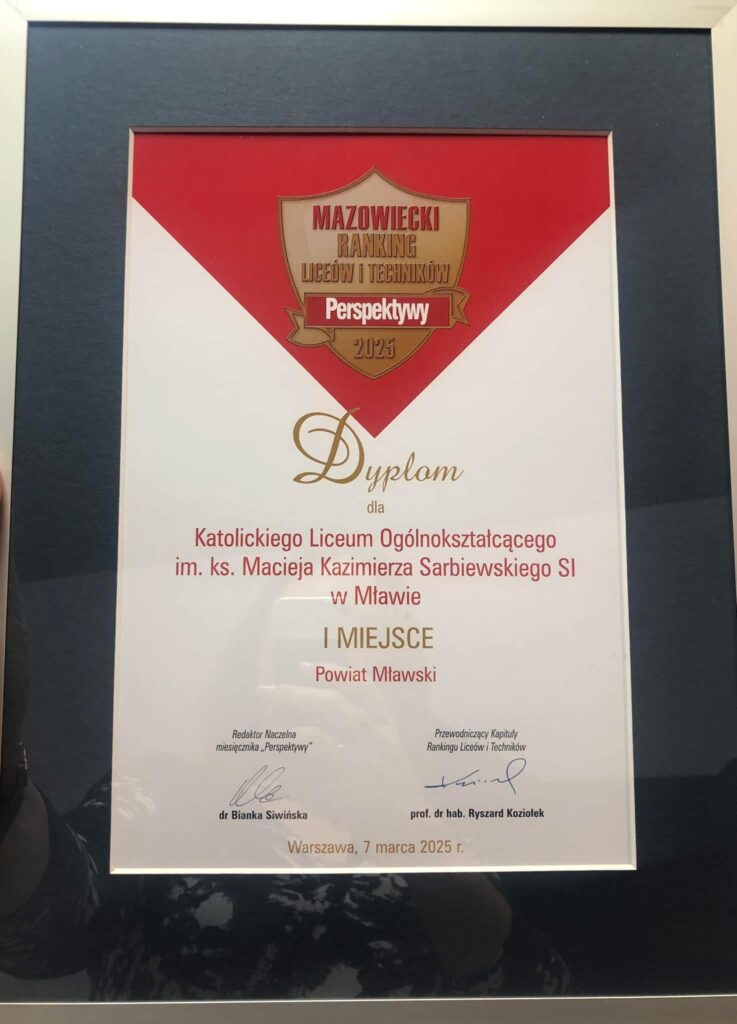 MAZOWIECKI
RANKING
LICEÓW i TECHNIKÓW
Perspektywy
2025
Dyplom
dla
Katolickiego Liceum Ogólnokształcącego
im. ks. Macieja Kazimierza Sarbiewskiego SI
w Mławie
I MIEJSCE
Powiat Mławski
Redaktor Naczelna
miesięcznika „Perspektywy”
dr Bianka Siwińska
Przewodniczący Kapituły
Rankingu Liceów i Techników
prof. dr hab. Ryszard Koziołek
Warszawa, 7 marca 2025 r.